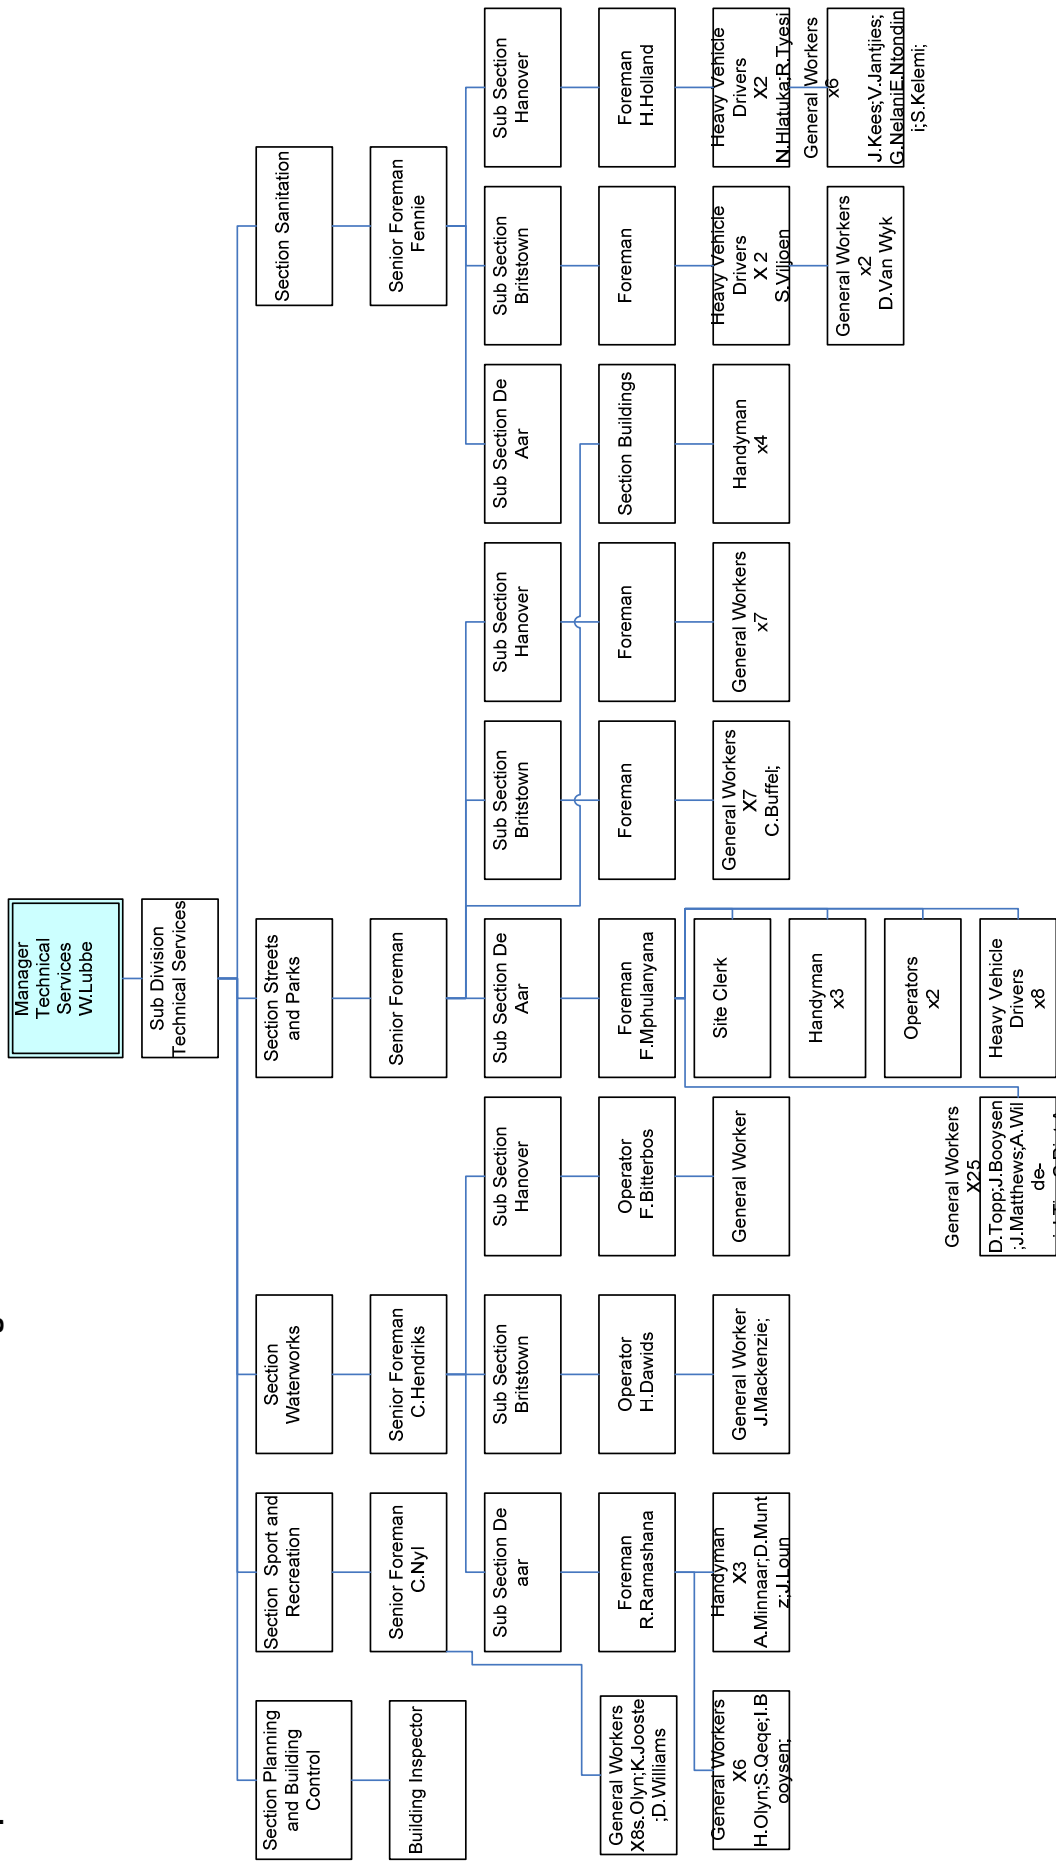 Manager
Technical
Services
W.Lubbe
Sub Division
Technical Services
Section Planning
and Building
Control
Section  Sport and
Recreation
Section
Waterworks
Section Streets
and Parks
Section Sanitation
Building Inspector
Senior Foreman
C.Nyl
Senior Foreman
C.Hendriks
Senior Foreman
Senior Foreman
Fennie
Sub Section De
aar
Sub Section
Britstown
Sub Section
Hanover
Sub Section De
Aar
Sub Section
Britstown
Sub Section
Hanover
Sub Section De
Aar
Sub Section
Britstown
Sub Section
Hanover
General Workers
X8s.Olyn;K.Jooste
;D.Williams
Foreman
R.Ramashana
Operator
H.Dawids
Operator
F.Bitterbos
Foreman
F.Mphulanyana
Foreman
Foreman
Section Buildings
Foreman
Foreman
H.Holland
General Workers
X6
H.Olyn;S.Qeqe;I.B
ooysen;
Handyman
X3
A.Minnaar;D.Munt
z;J.Loun
General Worker
J.Mackenzie;
General Worker
Site Clerk
General Workers
X7
C.Buffel;
General Workers
x7
Handyman
x4
Heavy Vehicle
Drivers
X 2
S.Viljoen
Heavy Vehicle
Drivers
X2
N.Hlatuka;R.Tyesi
Handyman
x3
General Workers
x2
D.Van Wyk
General Workers
x6
J.Kees;V.Jantjies;
G.NelaniE.Ntondin
i;S.Kelemi;
Operators
x2
General Workers
X25
D.Topp;J.Booysen
;J.Matthews;A.Wil
de-
Heavy Vehicle
Drivers
x8